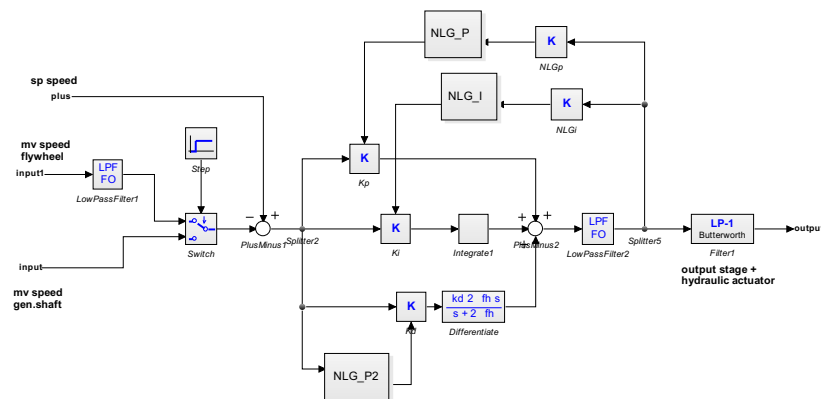 NLG_P
K
NLGp
sp speed
plus
NLG_I
K
NLGi
mv speed
flywheel
input1
LPF
FO
LowPassFilter1
Step
K
Kp
Switch
−
+
PlusMinus1
Splitter2
K
Ki
Integrate1
+
+
+
PlusMinus2
LPF
FO
LowPassFilter2
Splitter5
LP-1
Butterworth
Filter1
output
input
mv speed
gen.shaft
output stage +
hydraulic actuator
K
Kd
kd 2 fh s
s + 2 fh
Differentiate
NLG_P2